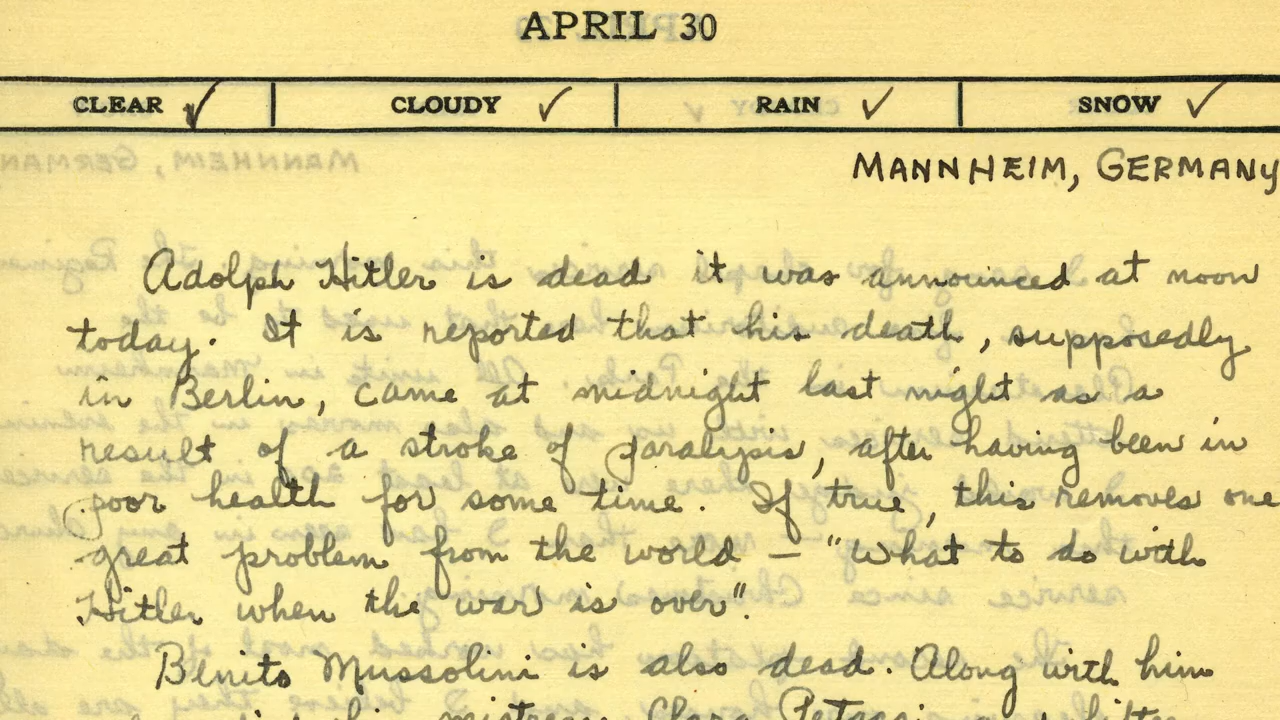 APRIL 30
CLEAR ✓ CLOUDY ✓ RAIN ✓ SNOW ✓
MANNHEIM, GERMANY
Adolph Hitler is dead it was announced at noon
today. It is reported that his death, supposedly
in Berlin, came at midnight last night as a
result of a stroke of paralysis, after having been in
poor health for some time. If true, this removes one
great problem from the world – "what to do with
Hitler when the war is over".
Benito Mussolini is also dead. Along with him
mistress, Clara Petacci